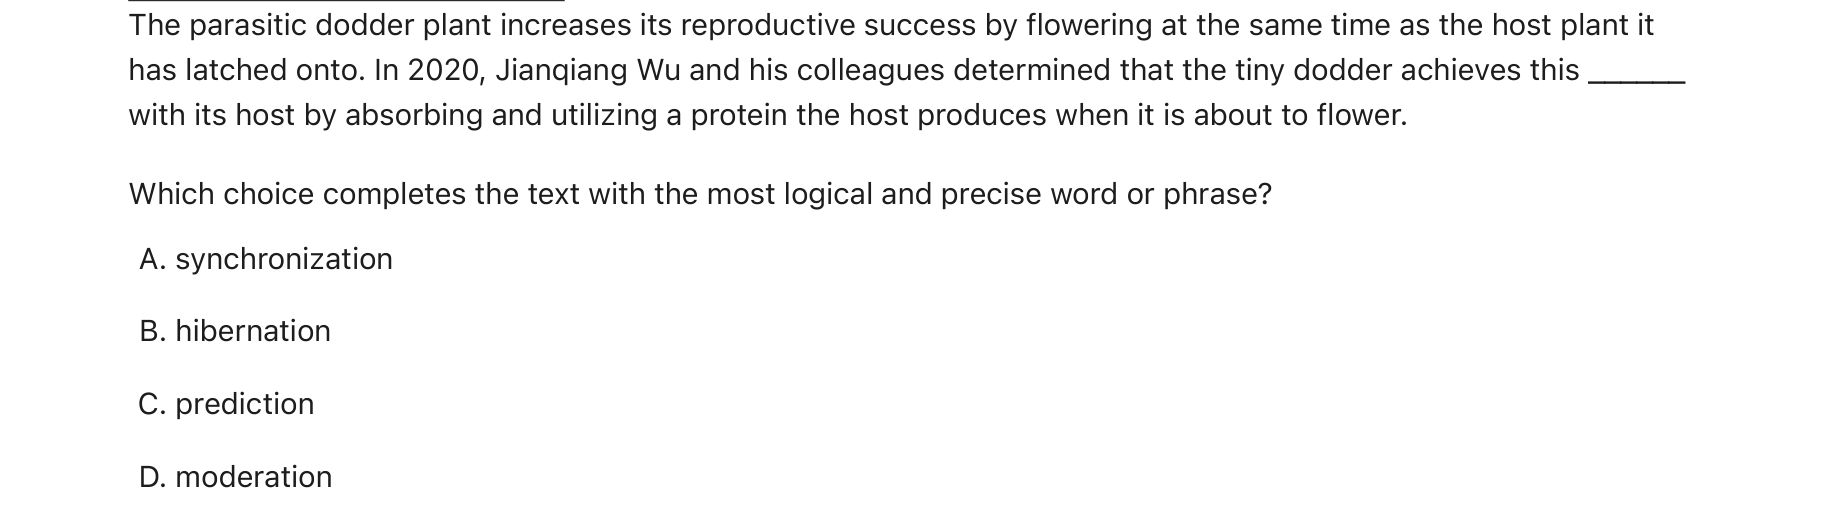 The parasitic dodder plant increases its reproductive success by flowering at the same time as the host plant it
has latched onto. In 2020, Jianqiang Wu and his colleagues determined that the tiny dodder achieves this ______
with its host by absorbing and utilizing a protein the host produces when it is about to flower.
Which choice completes the text with the most logical and precise word or phrase?
A. synchronization
B. hibernation
C. prediction
D. moderation